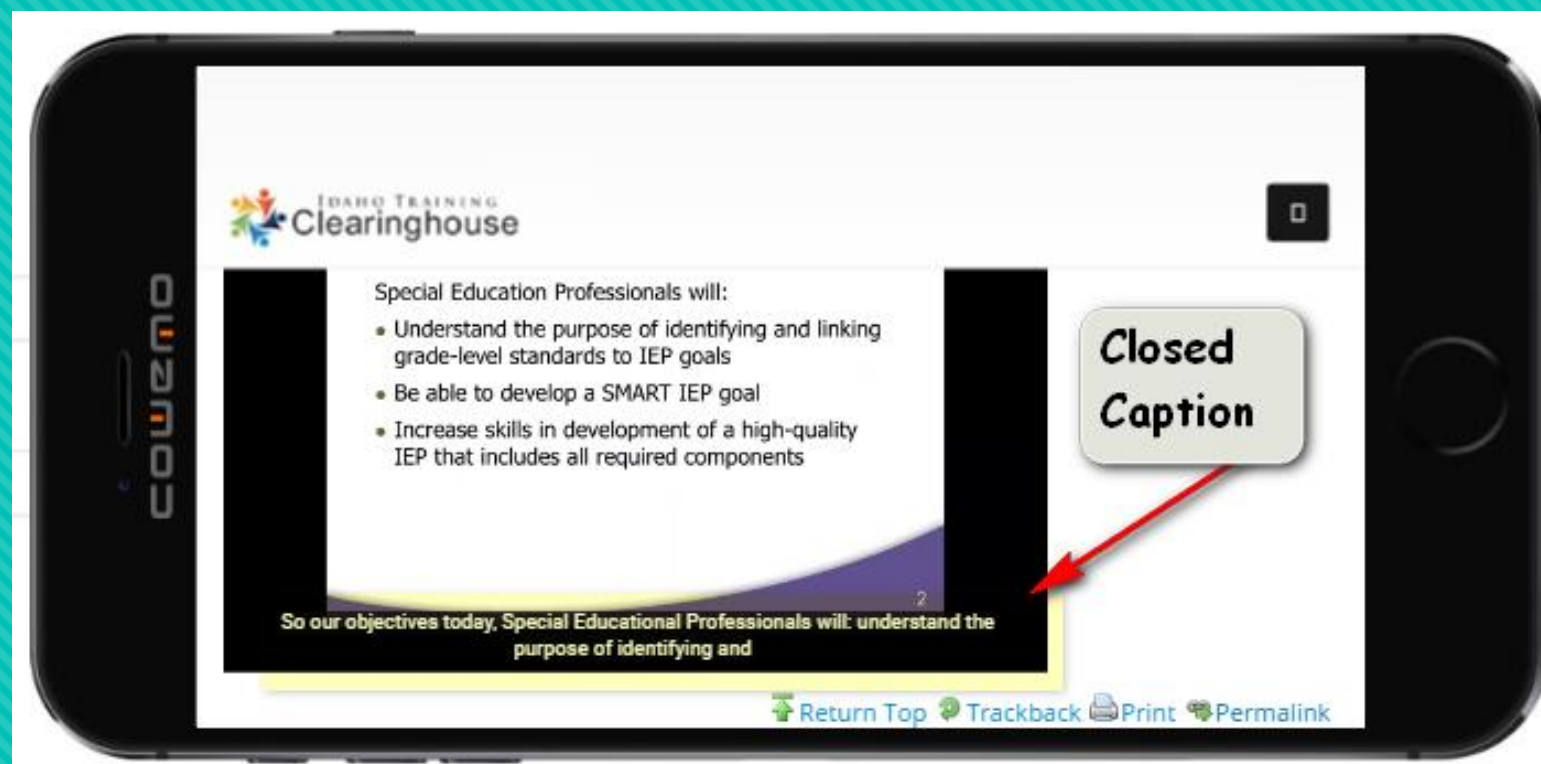 cowemo
IDAHO TRAINING
Clearinghouse
Special Education Professionals will:
• Understand the purpose of identifying and linking
grade-level standards to IEP goals
• Be able to develop a SMART IEP goal
• Increase skills in development of a high-quality
IEP that includes all required components
2
So our objectives today, Special Educational Professionals will: understand the
purpose of identifying and
Closed
Caption
Return Top Trackback Print Permalink